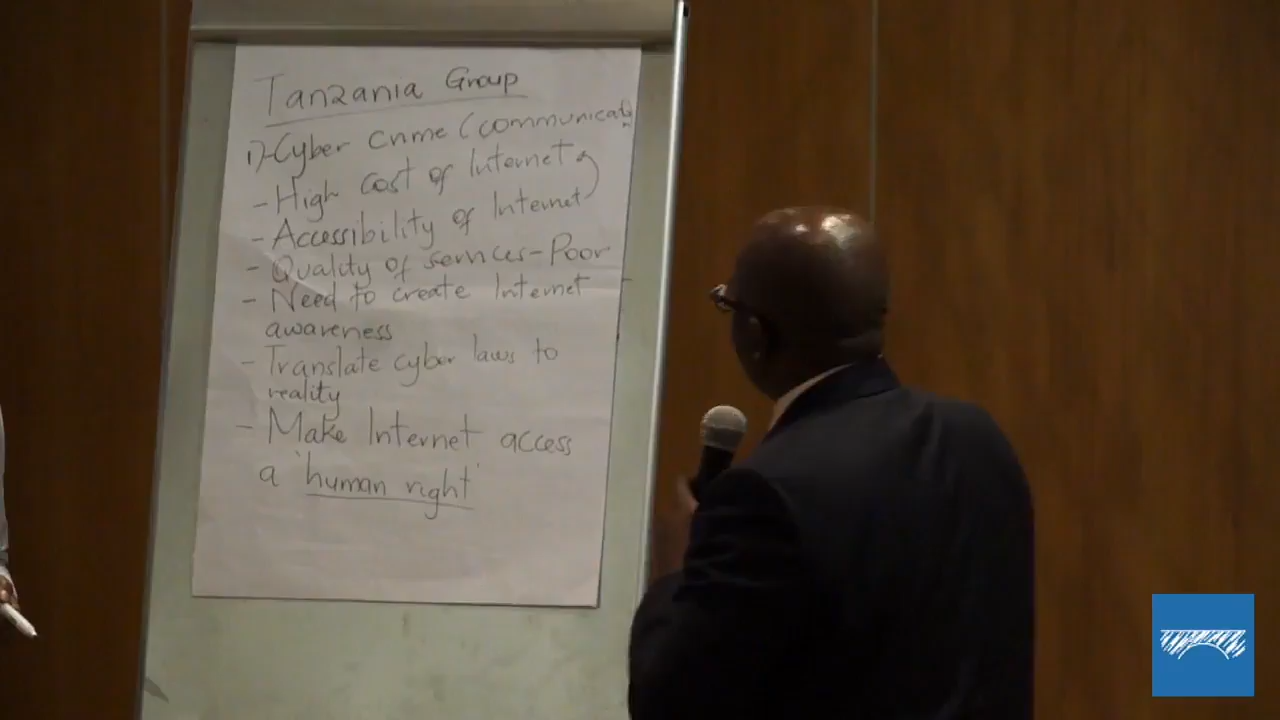 Tanzania Group
1) - Cyber crime (communicat
- High cost of Internet
- Accessibility of Internet
- Quality of services - Poor
- Need to create Internet
awareness
- Translate cyber laws to
reality
- Make Internet access
a 'human right'